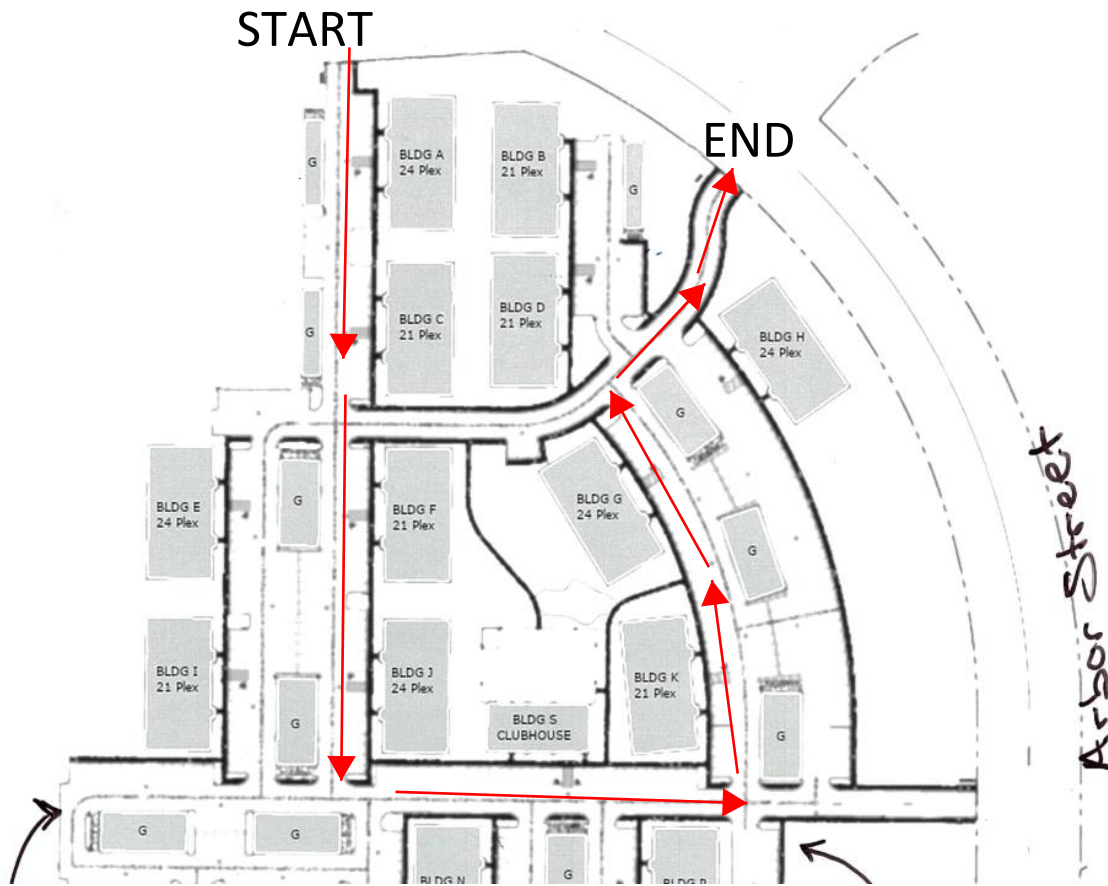 START
END
BLDG A
24 Plex
BLDG B
21 Plex
G
G
BLDG C
21 Plex
BLDG D
21 Plex
G
BLDG H
24 Plex
G
BLDG E
24 Plex
G
BLDG F
21 Plex
BLDG G
24 Plex
G
Arbor Street
BLDG I
21 Plex
BLDG J
24 Plex
BLDG K
21 Plex
G
BLDG S
CLUBHOUSE
G
G
G
G
BLDG N
BLDG P